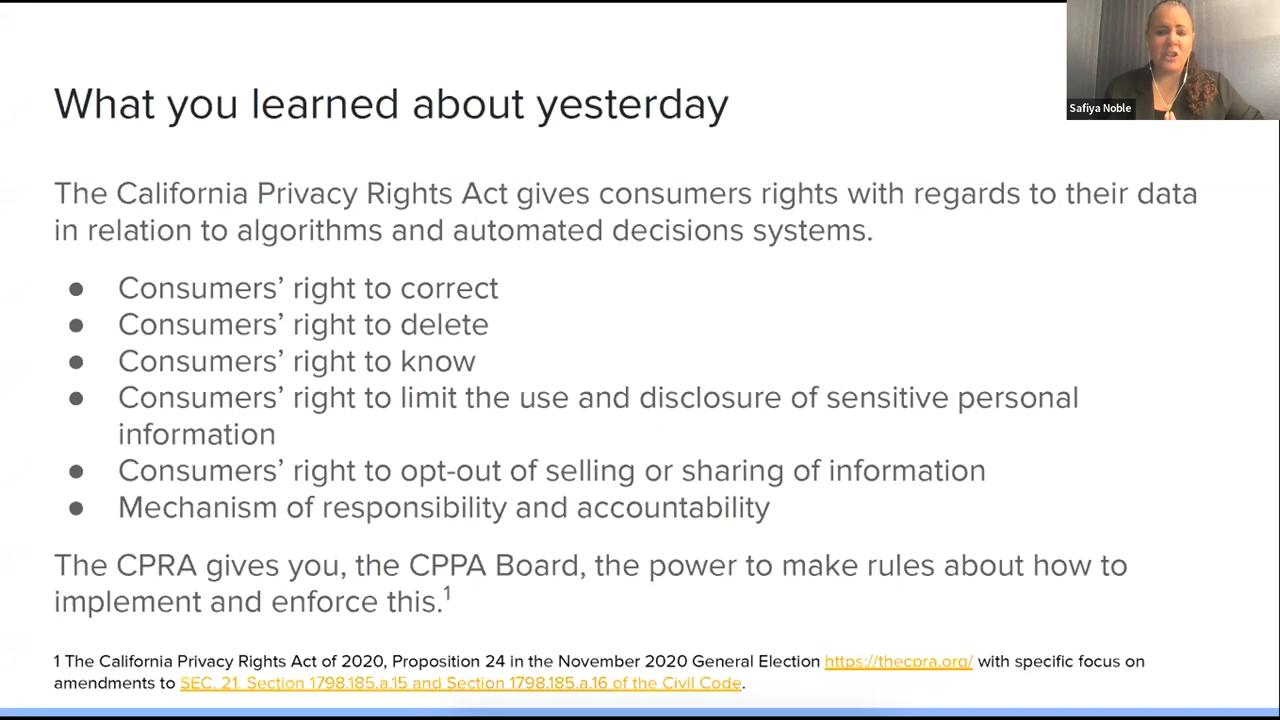 What you learned about yesterday
Safiya Noble
The California Privacy Rights Act gives consumers rights with regards to their data
in relation to algorithms and automated decisions systems.
● Consumers’ right to correct
● Consumers’ right to delete
● Consumers’ right to know
● Consumers’ right to limit the use and disclosure of sensitive personal
information
● Consumers’ right to opt-out of selling or sharing of information
● Mechanism of responsibility and accountability
The CPRA gives you, the CPPA Board, the power to make rules about how to
implement and enforce this.¹
1 The California Privacy Rights Act of 2020, Proposition 24 in the November 2020 General Election https://thecpra.org/ with specific focus on
amendments to SEC. 21. Section 1798.185.a.15 and Section 1798.185.a.16 of the Civil Code.